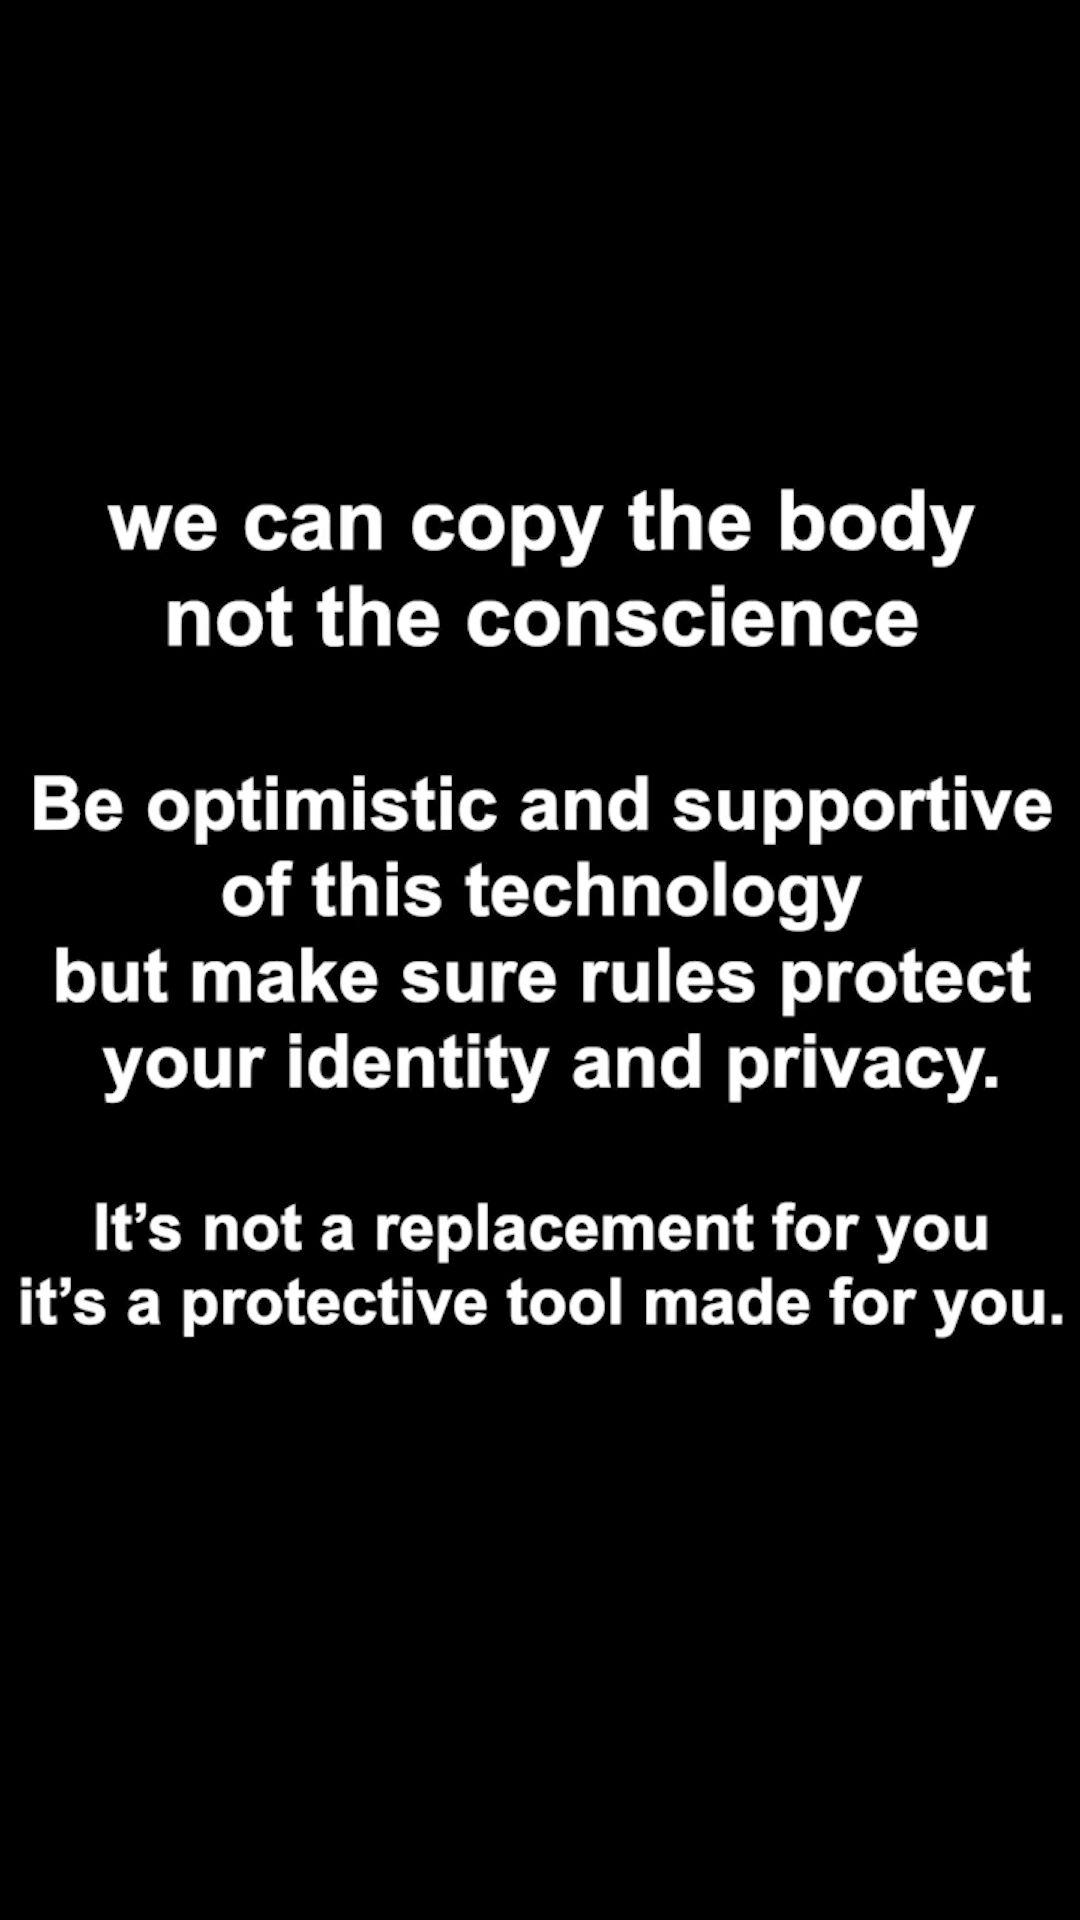 we can copy the body
not the conscience
Be optimistic and supportive
of this technology
but make sure rules protect
your identity and privacy.
It’s not a replacement for you
it’s a protective tool made for you.